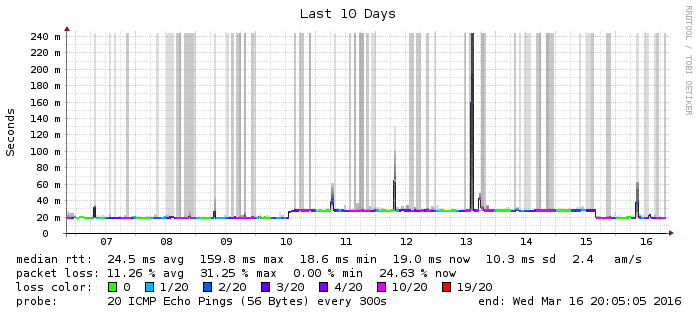 Last 10 Days
RRDTOOL / TOBI OETIKER
Seconds
240 m
220 m
200 m
180 m
160 m
140 m
120 m
100 m
80 m
60 m
40 m
20 m
0
07 08 09 10 11 12 13 14 15 16
median rtt: 24.5 ms avg 159.8 ms max 18.6 ms min 19.0 ms now 10.3 ms sd 2.4 am/s
packet loss: 11.26 % avg 31.25 % max 0.00 % min 24.63 % now
loss color: 0 1/20 2/20 3/20 4/20 10/20 19/20
probe: 20 ICMP Echo Pings (56 Bytes) every 300s end: Wed Mar 16 20:05:05 2016